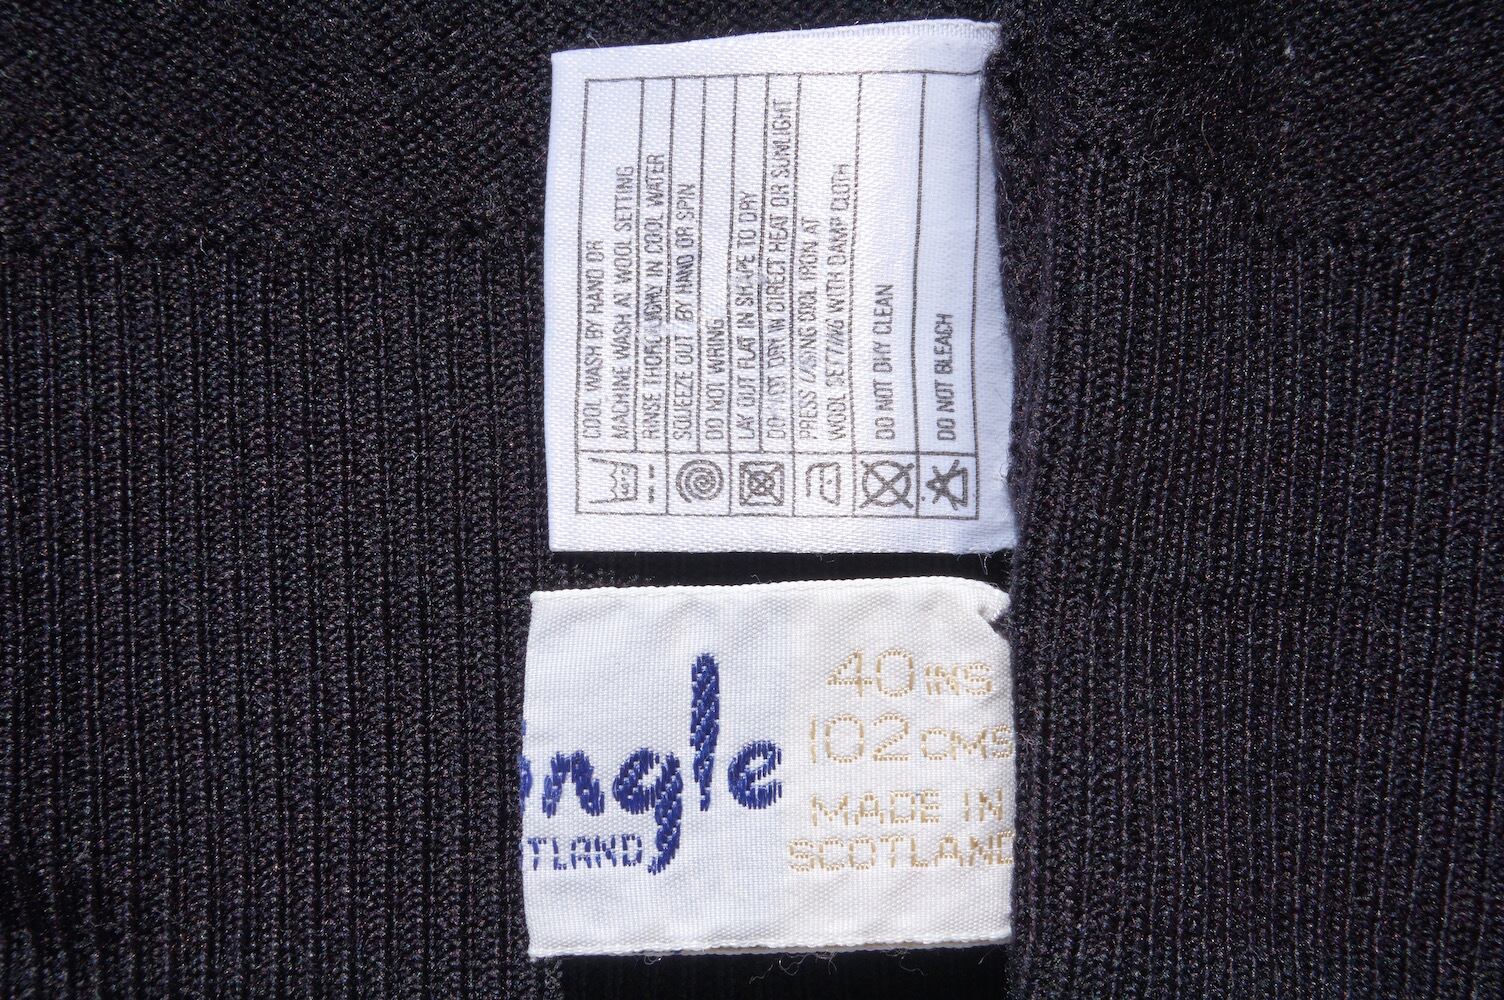 COOL WASH BY HAND OR
MACHINE WASH AT WOOL SETTING
RINSE THOROUGHLY IN COOL WATER
SQUEEZE OUT BY HAND OR SPIN
DO NOT WRING
LAY OUT FLAT IN SHAPE TO DRY
DO NOT DRY IN DIRECT HEAT OR SUNLIGHT
PRESS USING COOL IRON AT
WOOL SETTING WITH DAMP CLOTH
DO NOT DRY CLEAN
DO NOT BLEACH
ingle
TLAND
40 INS
102 CMS
MADE IN
SCOTLAND